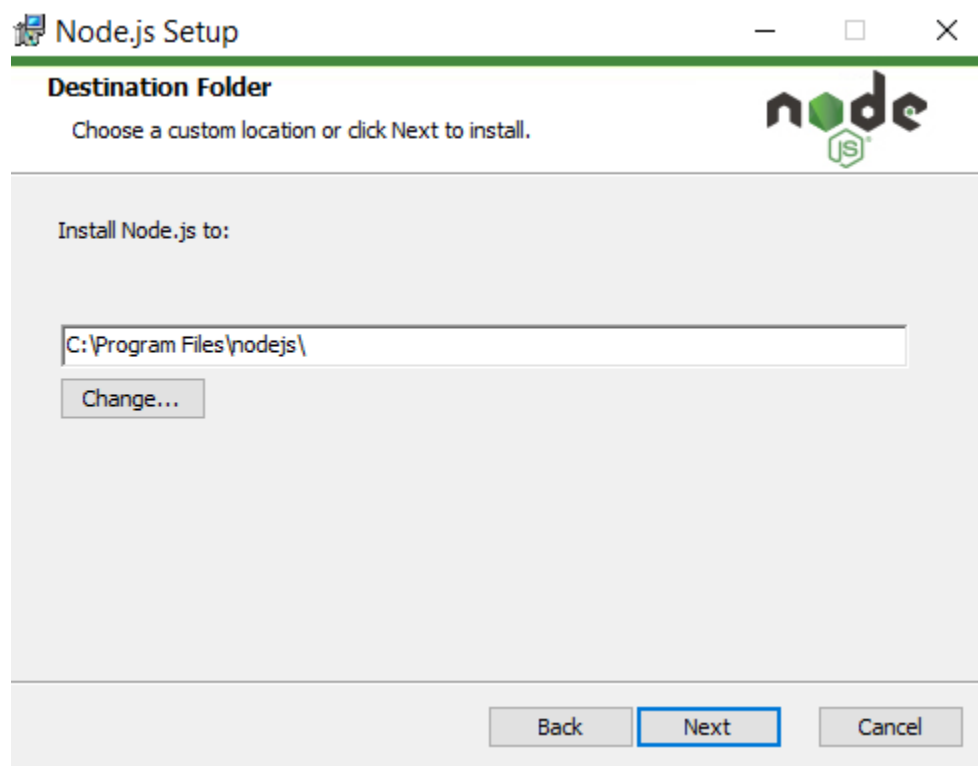 Node.js Setup
Destination Folder
Choose a custom location or click Next to install.
node
JS
Install Node.js to:
C:\Program Files\nodejs\
Change...
Back
Next
Cancel